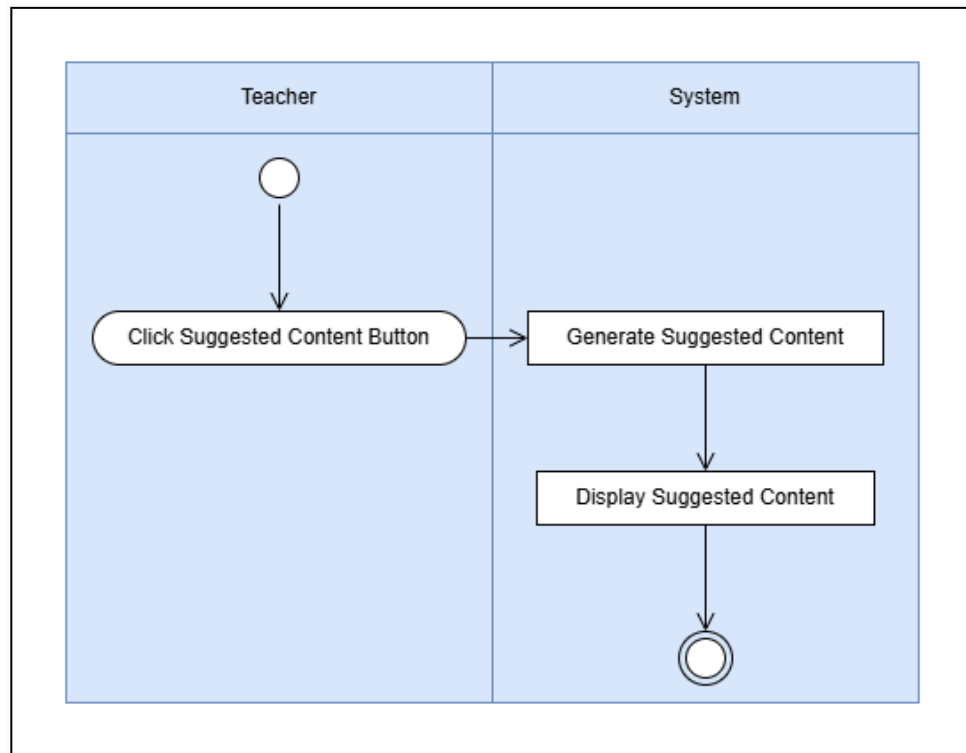 Teacher
System
Click Suggested Content Button
Generate Suggested Content
Display Suggested Content